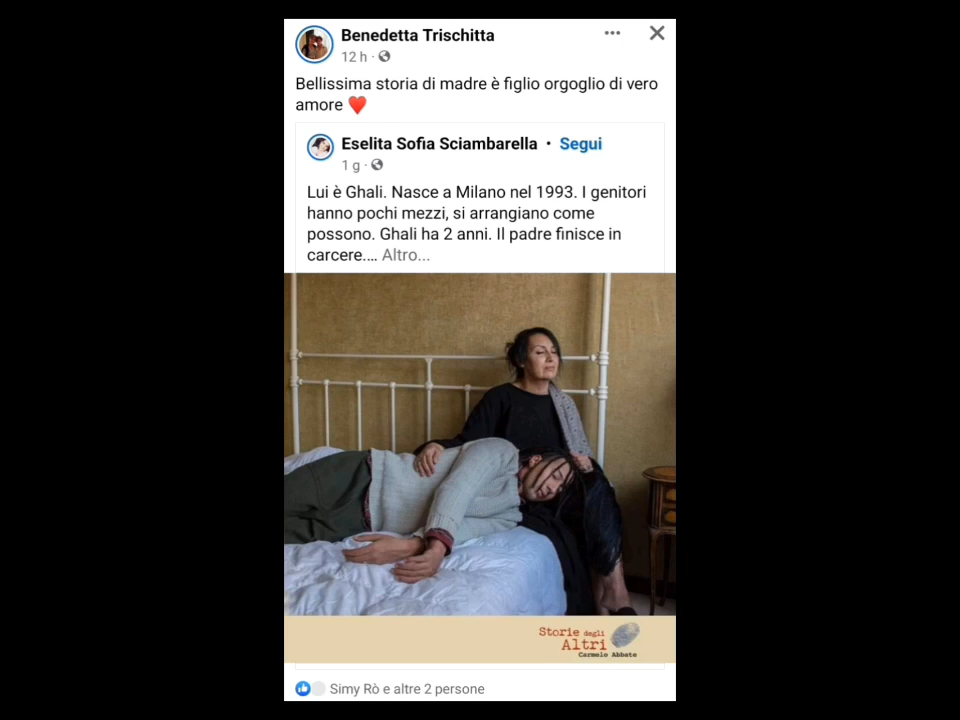 Benedetta Trischitta
12 h ·
Bellissima storia di madre è figlio orgoglio di vero
amore ❤️
Eselita Sofia Sciambarella • Segui
1 g ·
Lui è Ghali. Nasce a Milano nel 1993. I genitori
hanno pochi mezzi, si arrangiano come
possono. Ghali ha 2 anni. Il padre finisce in
carcere.... Altro...
Storie degli
Altri
Carmelo Abbate
Simy Rò e altre 2 persone